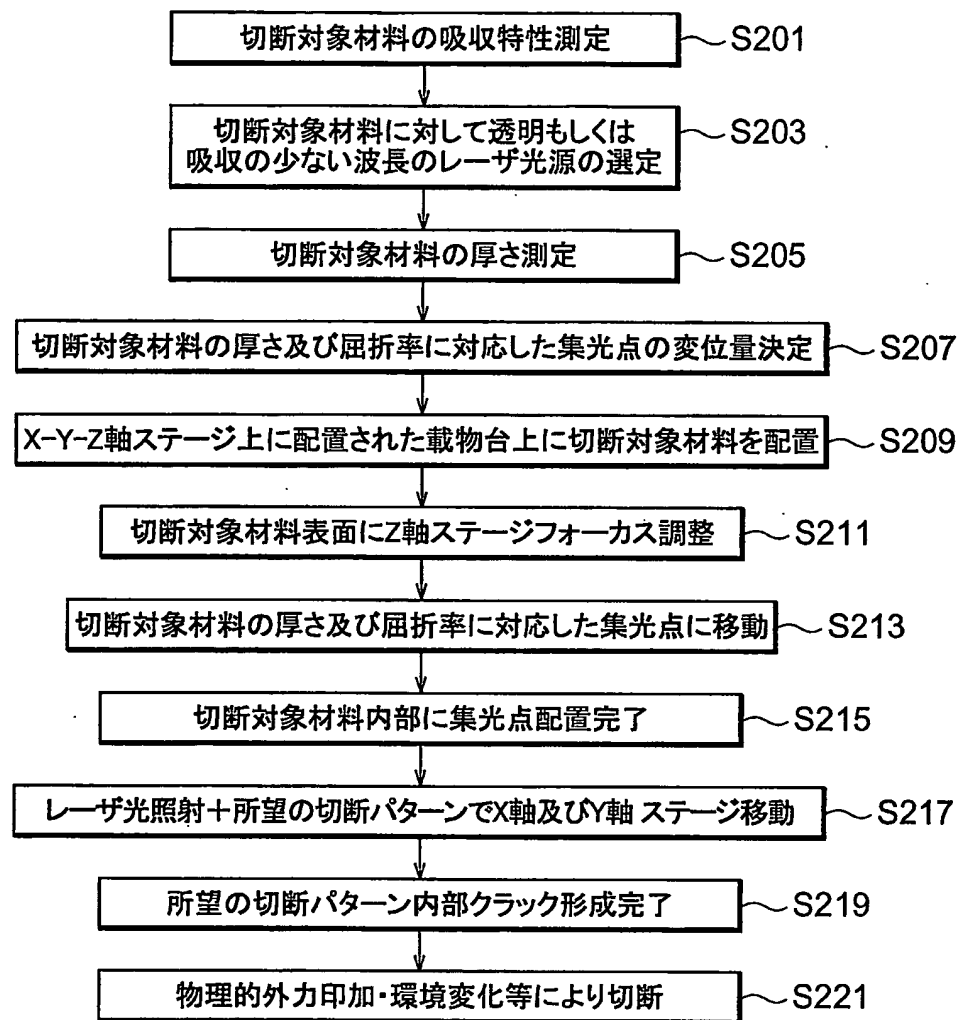 切断対象材料の吸収特性測定 S201
切断対象材料に対して透明もしくは
吸収の少ない波長のレーザ光源の選定 S203
切断対象材料の厚さ測定 S205
切断対象材料の厚さ及び屈折率に対応した集光点の変位量決定 S207
X-Y-Z軸ステージ上に配置された載物台上に切断対象材料を配置 S209
切断対象材料表面にZ軸ステージフォーカス調整 S211
切断対象材料の厚さ及び屈折率に対応した集光点に移動 S213
切断対象材料内部に集光点配置完了 S215
レーザ光照射+所望の切断パターンでX軸及びY軸 ステージ移動 S217
所望の切断パターン内部クラック形成完了 S219
物理的外力印加・環境変化等により切断 S221